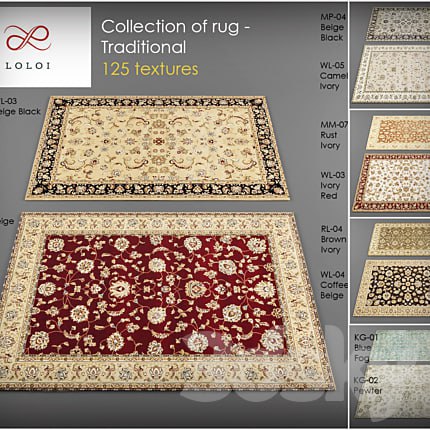 LOLOI
Collection of rug -
Traditional
125 textures
L-03
eige Black
eige
MP-04
Beige
Black
WL-05
Camel
Ivory
MM-07
Rust
Ivory
WL-03
Ivory
Red
RL-04
Brown
Ivory
WL-04
Coffee
Beige
KG-01
Blue
Fog
KG-02
Pewter